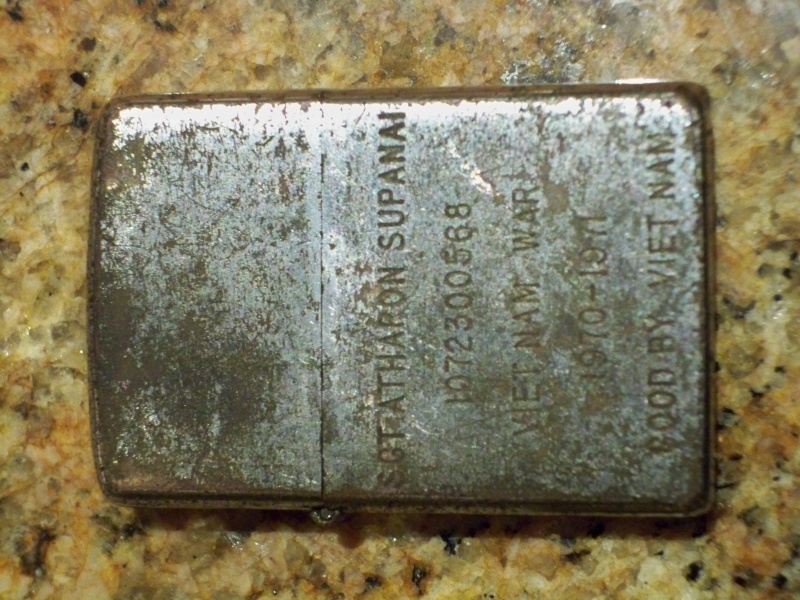 SGT ATHARON SUPANAI
1072300568
VIET NAM WAR
1970-1971
GOOD BY VIET NAM